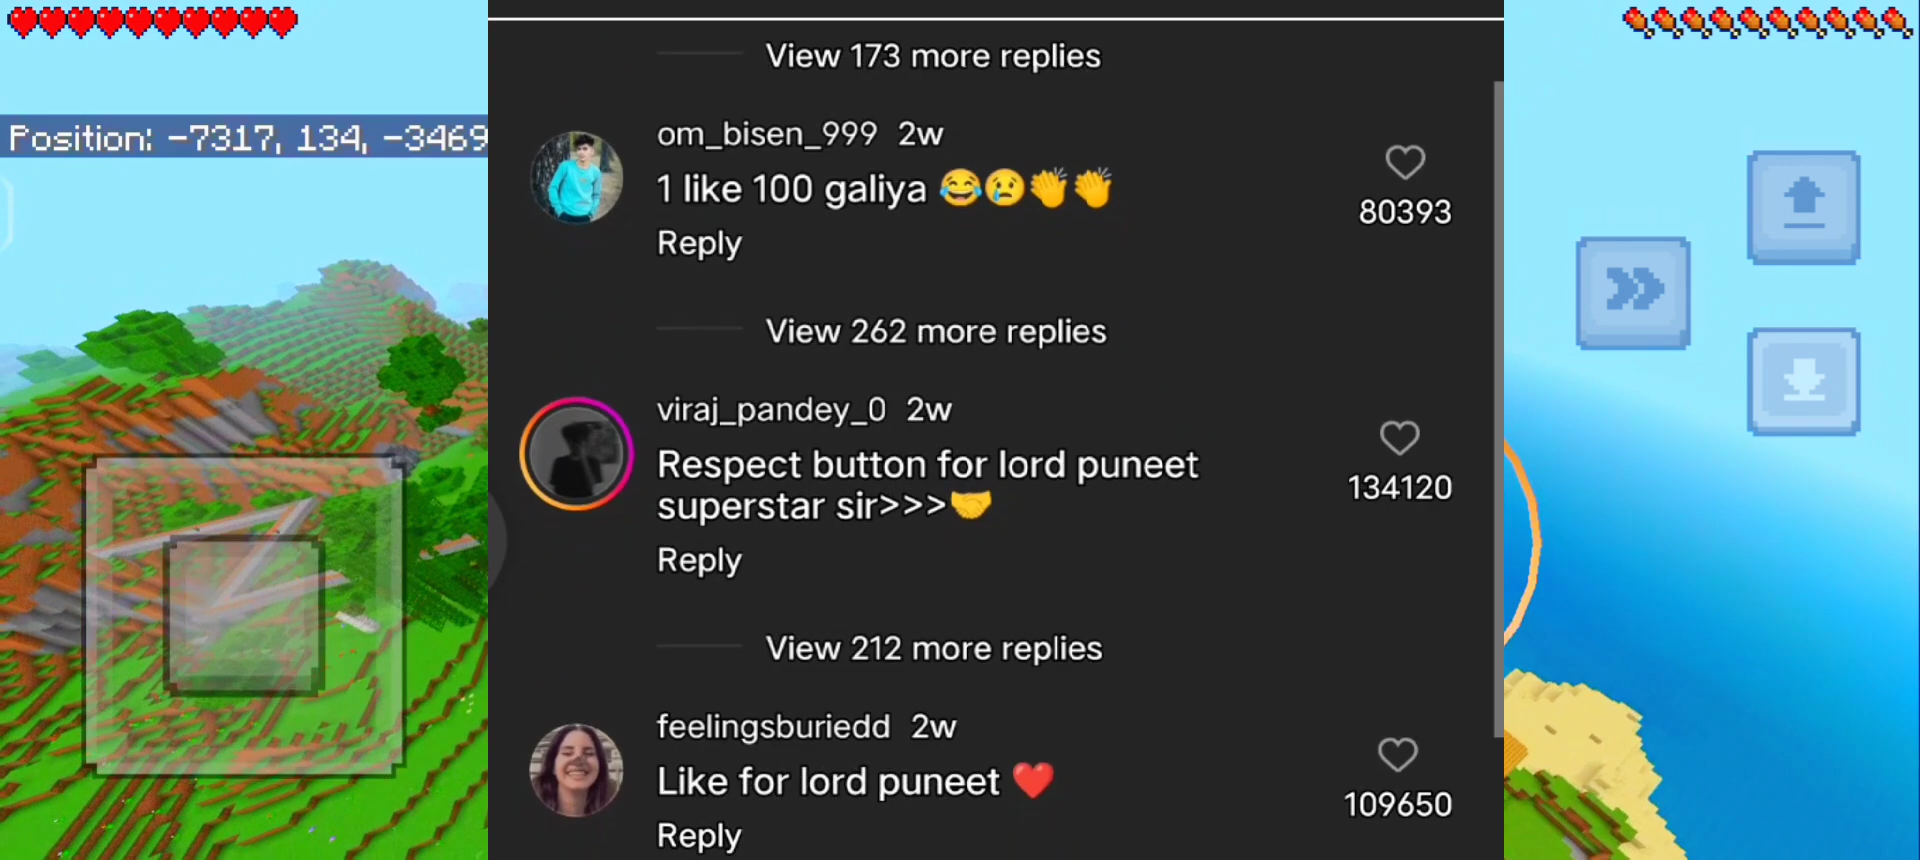 Position: -7317, 134, -3469
View 173 more replies
om_bisen_999 2w
1 like 100 galiya 😂😢👏👏
80393
Reply
View 262 more replies
viraj_pandey_0 2w
Respect button for lord puneet
superstar sir>>>🤝
134120
Reply
View 212 more replies
feelingsburiedd 2w
Like for lord puneet ❤️
109650
Reply